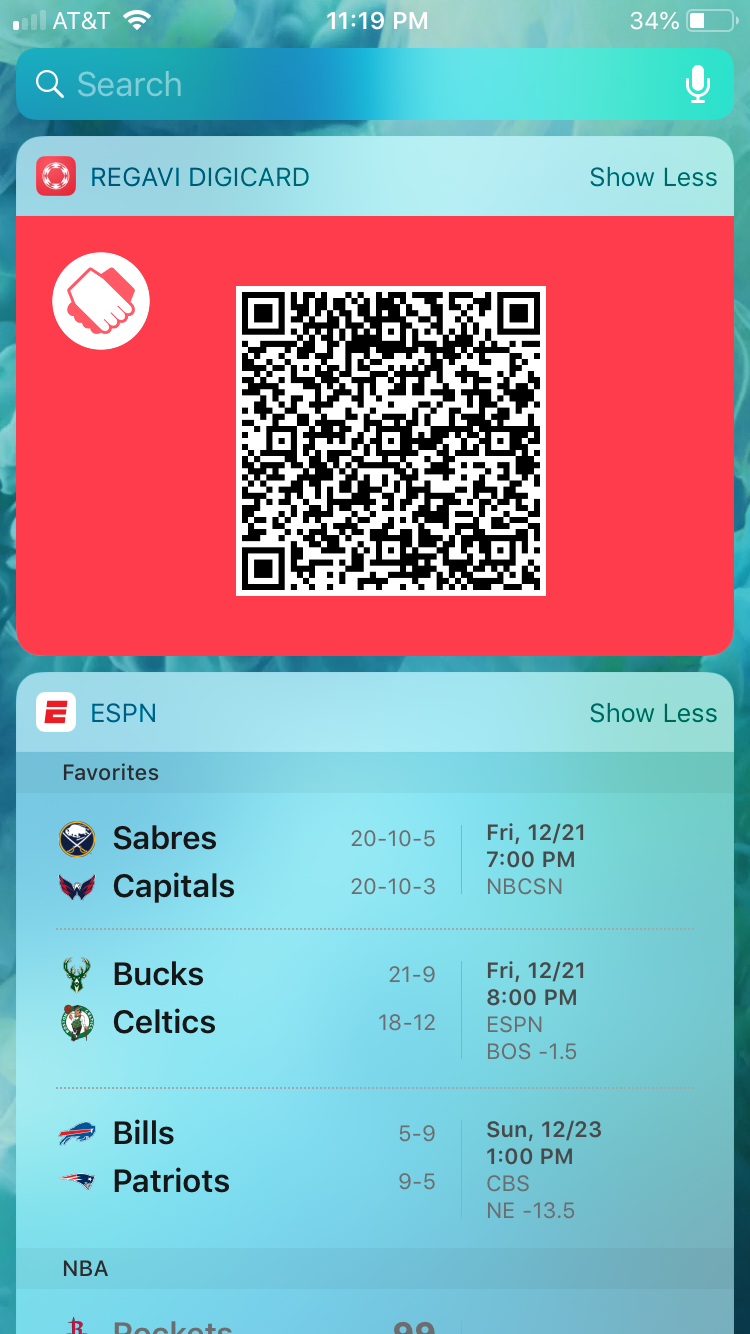 AT&T 11:19 PM 34%
Search
REGAVI DIGICARD Show Less
ESPN Show Less
Favorites
Sabres 20-10-5 Fri, 12/21
7:00 PM
Capitals 20-10-3 NBCSN
Bucks 21-9 Fri, 12/21
8:00 PM
Celtics 18-12 ESPN
BOS -1.5
Bills 5-9 Sun, 12/23
1:00 PM
Patriots 9-5 CBS
NE -13.5
NBA
Rockets 99